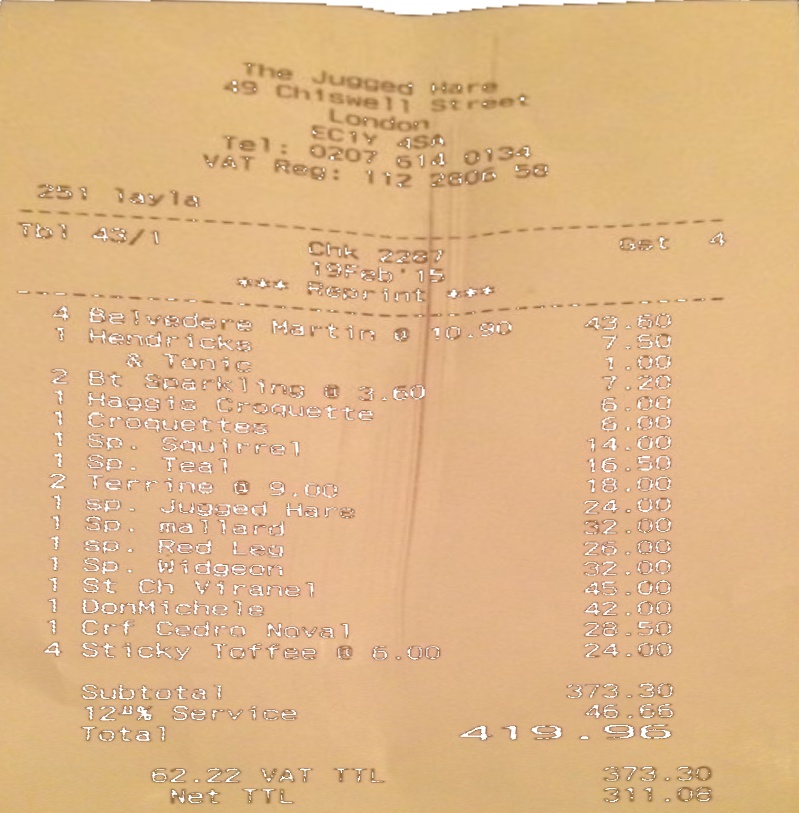 The Jugged Hare
49 Chiswell Street
London
EC1Y 4SA
Tel: 0207 614 0134
VAT Reg: 112 2806 58
251 layla
Tbl 43/1 Chk 2287 Gst 4
19Feb'15
*** Reprint ***
4 Belvedere Martin @ 10.90 43.60
1 Hendricks 7.50
& Tonic 1.00
2 Bt Sparkling @ 3.60 7.20
1 Haggis Croquette 6.00
1 Croquettes 6.00
1 Sp. Squirrel 14.00
1 Sp. Teal 16.50
2 Terrine @ 9.00 18.00
1 sp. Jugged Hare 24.00
1 Sp. mallard 32.00
1 sp. Red Leg 26.00
1 Sp. Widgeon 32.00
1 St Ch Viranel 45.00
1 DonMichele 42.00
1 Crf Cedro Noval 28.50
4 Sticky Toffee @ 6.00 24.00
Subtotal 373.30
Service 46.66
Total 419.96
62.22 VAT TTL 373.30
Net TTL 311.08